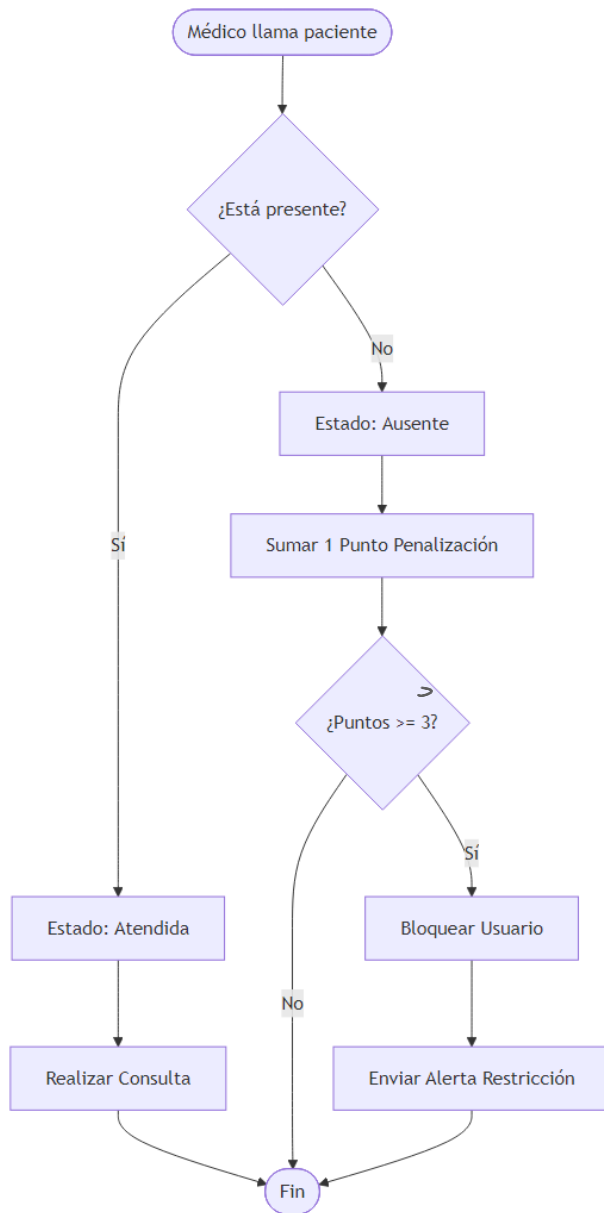 Médico llama paciente
¿Está presente?
No
Estado: Ausente
Sumar 1 Punto Penalización
Sí
¿Puntos >= 3?
Sí
Estado: Atendida
Bloquear Usuario
No
Realizar Consulta
Enviar Alerta Restricción
Fin